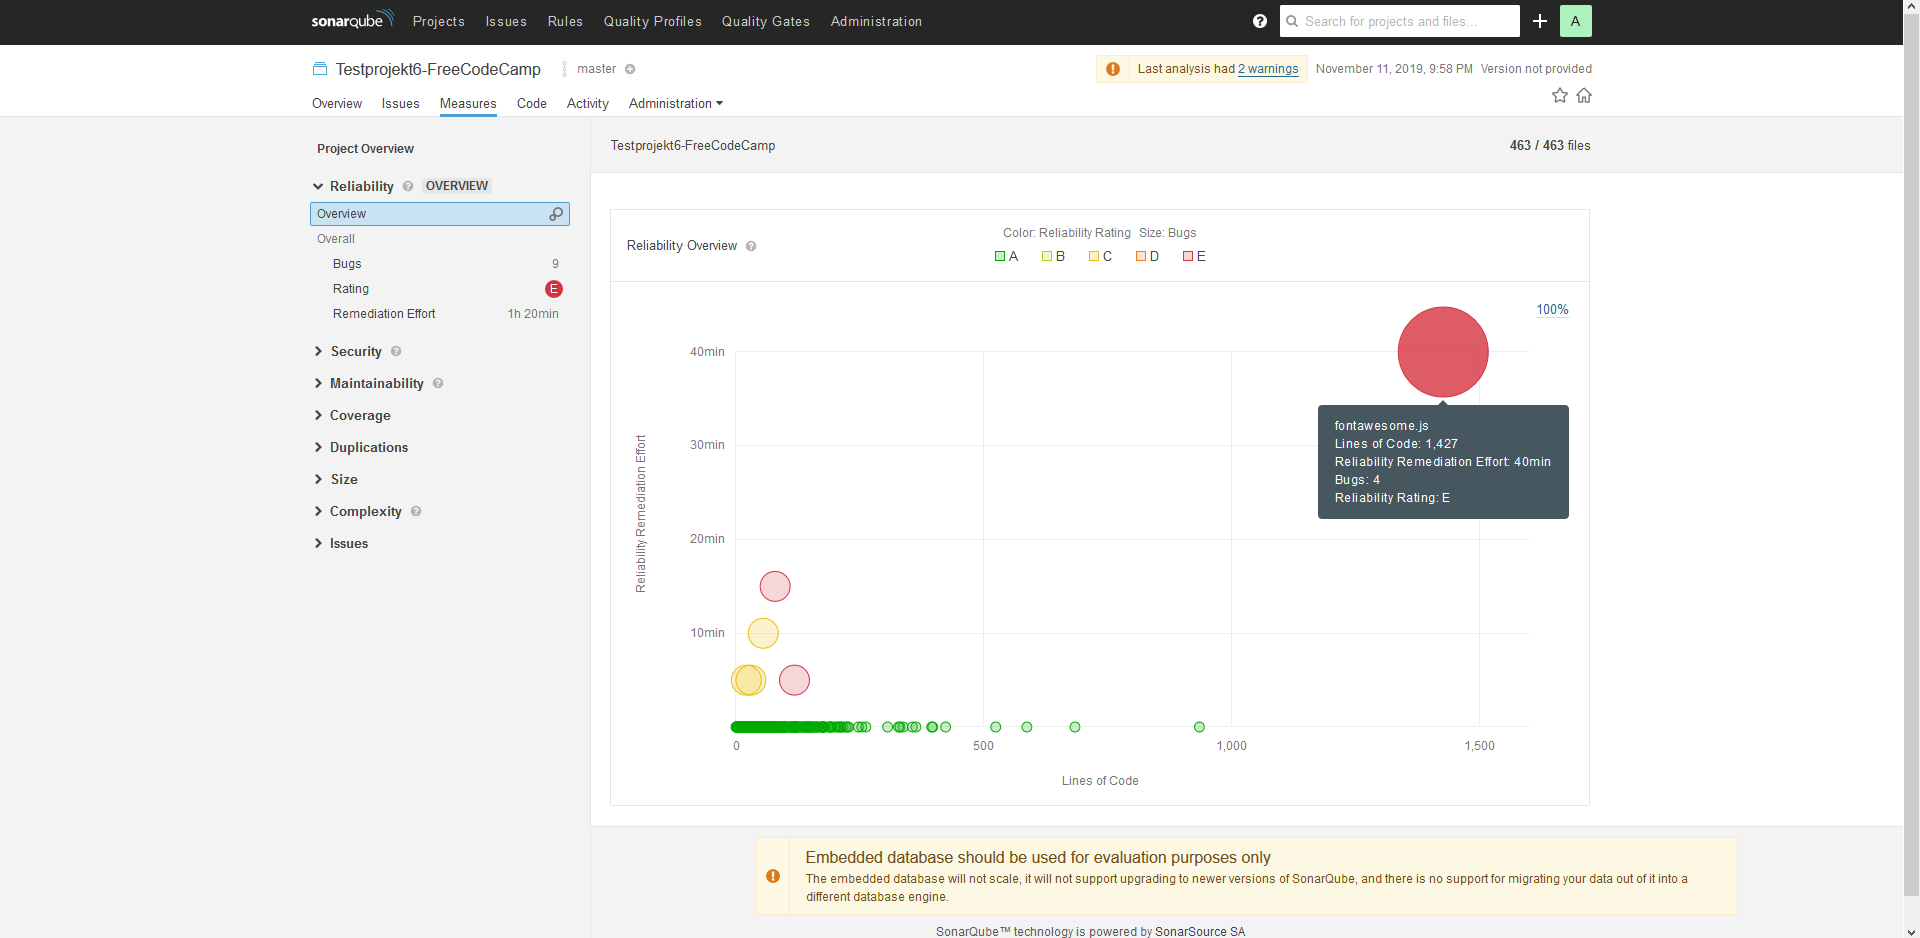 sonarqube Projects Issues Rules Quality Profiles Quality Gates Administration
? Search for projects and files... + A
Testprojekt6-FreeCodeCamp master
Last analysis had 2 warnings November 11, 2019, 9:58 PM Version not provided
Overview Issues Measures Code Activity Administration
Project Overview
Reliability ? OVERVIEW
Overview
Overall
Bugs 9
Rating E
Remediation Effort 1h 20min
Security ?
Maintainability ?
Coverage
Duplications
Size
Complexity ?
Issues
Testprojekt6-FreeCodeCamp 463 / 463 files
Reliability Overview ?
Color: Reliability Rating Size: Bugs
A B C D E
100%
Reliability Remediation Effort
40min
30min
20min
10min
fontawesome.js
Lines of Code: 1,427
Reliability Remediation Effort: 40min
Bugs: 4
Reliability Rating: E
0 500 1,000 1,500
Lines of Code
Embedded database should be used for evaluation purposes only
The embedded database will not scale, it will not support upgrading to newer versions of SonarQube, and there is no support for migrating your data out of it into a
different database engine.
SonarQube™ technology is powered by SonarSource SA